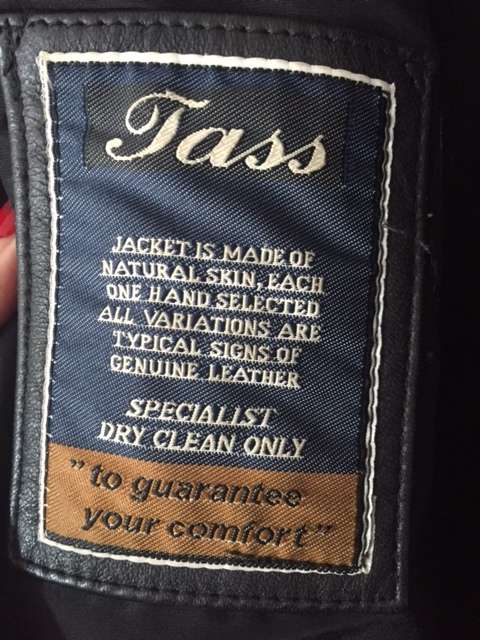 Tass
JACKET IS MADE OF
NATURAL SKIN, EACH
ONE HAND SELECTED
ALL VARIATIONS ARE
TYPICAL SIGNS OF
GENUINE LEATHER
SPECIALIST
DRY CLEAN ONLY
"to guarantee
your comfort"